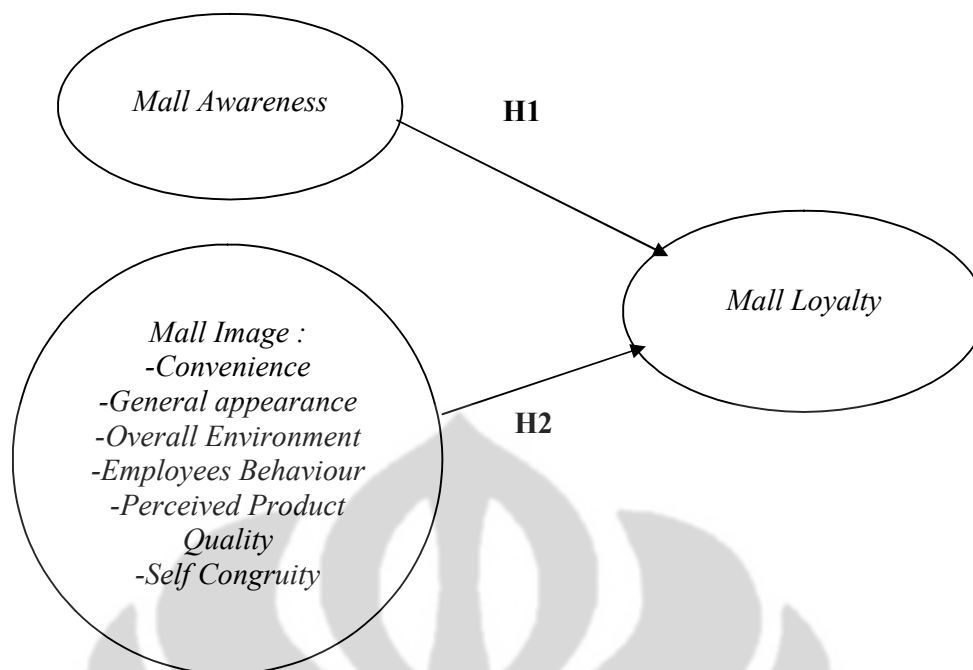 Mall Awareness
H1
Mall Loyalty
Mall Image :
-Convenience
-General appearance
-Overall Environment
-Employees Behaviour
-Perceived Product
Quality
-Self Congruity
H2